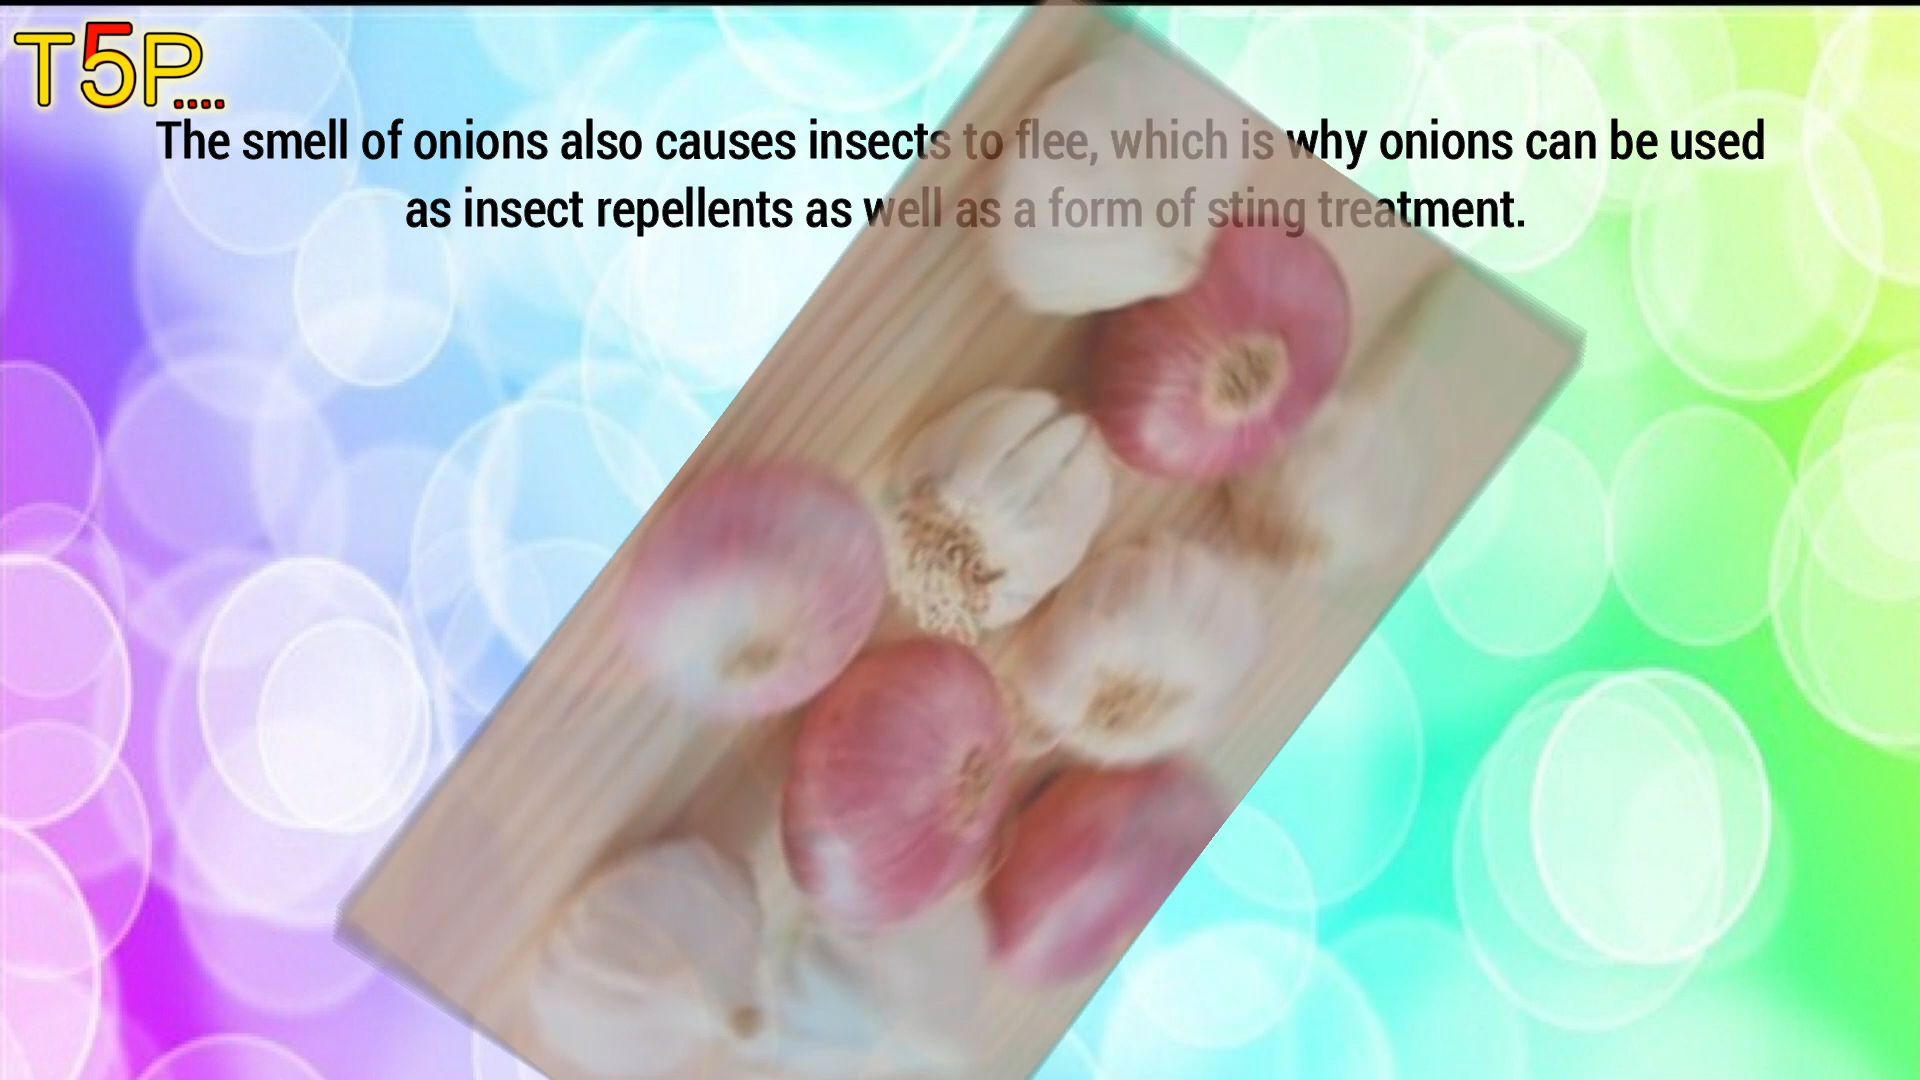 T5P....
The smell of onions also causes insects to flee, which is why onions can be used
as insect repellents as well as a form of sting treatment.